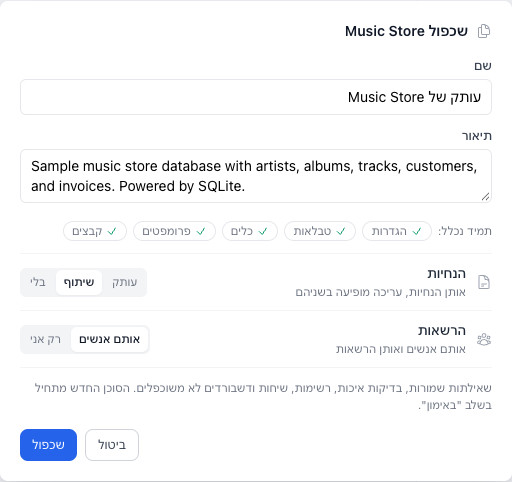 שכפול Music Store
שם
עותק של Music Store
תיאור
Sample music store database with artists, albums, tracks, customers,
and invoices. Powered by SQLite.
תמיד נכלל: הגדרות טבלאות כלים פרומפטים קבצים
הנחיות
אותן הנחיות, עריכה מופיעה בשניהם
עותק שיתוף בלי
הרשאות
אותם אנשים ואותן הרשאות
אותם אנשים רק אני
שאילתות שמורות, בדיקות איכות, רשימות, שיחות ודשבורדים לא משוכפלים. הסוכן החדש מתחיל
בשלב "באימון".
ביטול שכפול